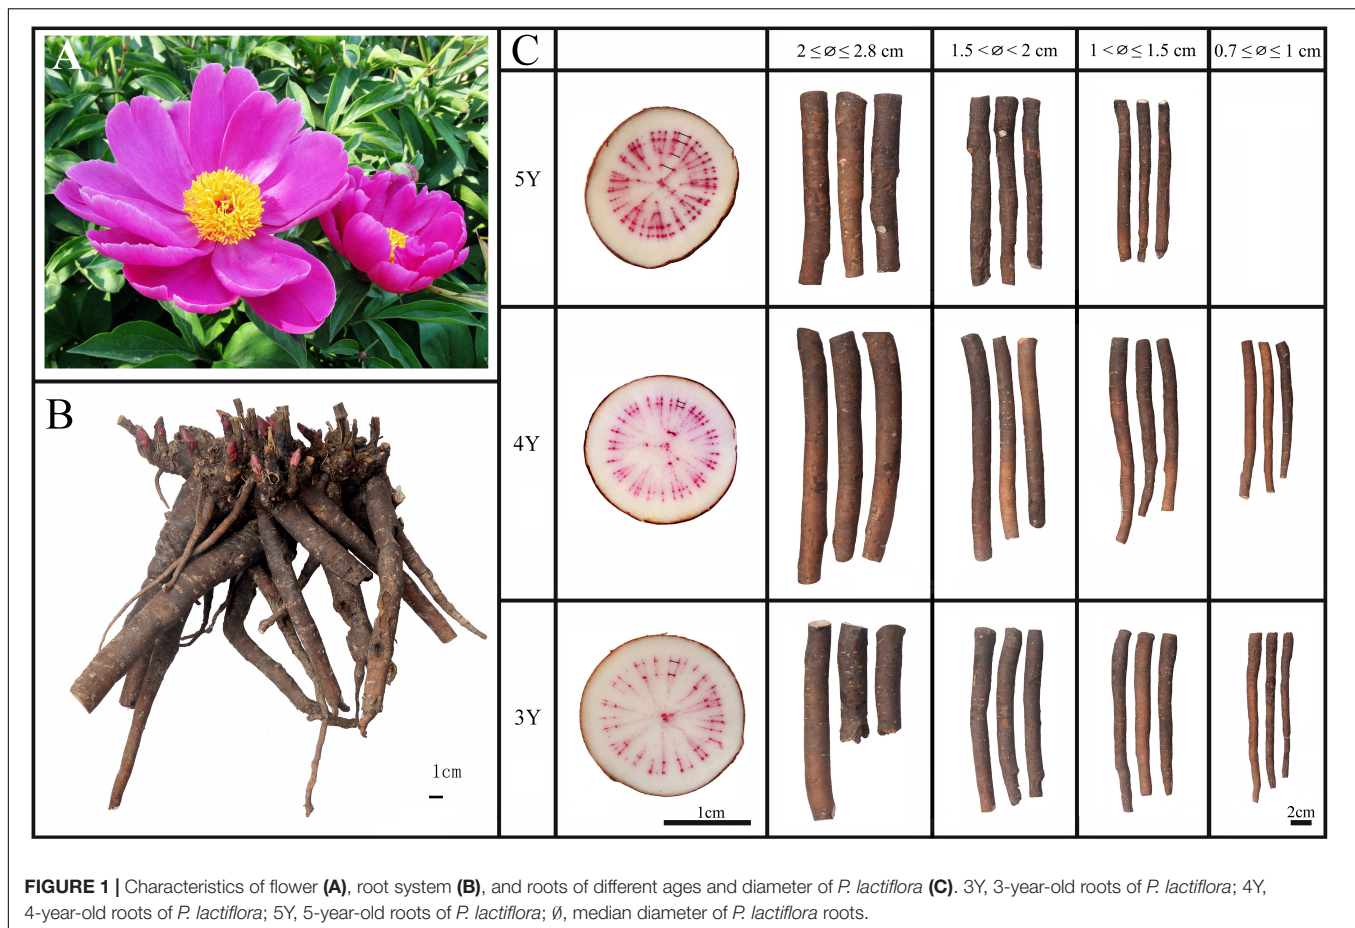 A
B
1cm
C
2 ≤ ⌀ ≤ 2.8 cm
1.5 < ⌀ < 2 cm
1 < ⌀ ≤ 1.5 cm
0.7 ≤ ⌀ ≤ 1 cm
5Y
4Y
3Y
1cm
2cm
FIGURE 1 | Characteristics of flower (A), root system (B), and roots of different ages and diameter of P. lactiflora (C). 3Y, 3-year-old roots of P. lactiflora; 4Y,
4-year-old roots of P. lactiflora; 5Y, 5-year-old roots of P. lactiflora; Ø, median diameter of P. lactiflora roots.